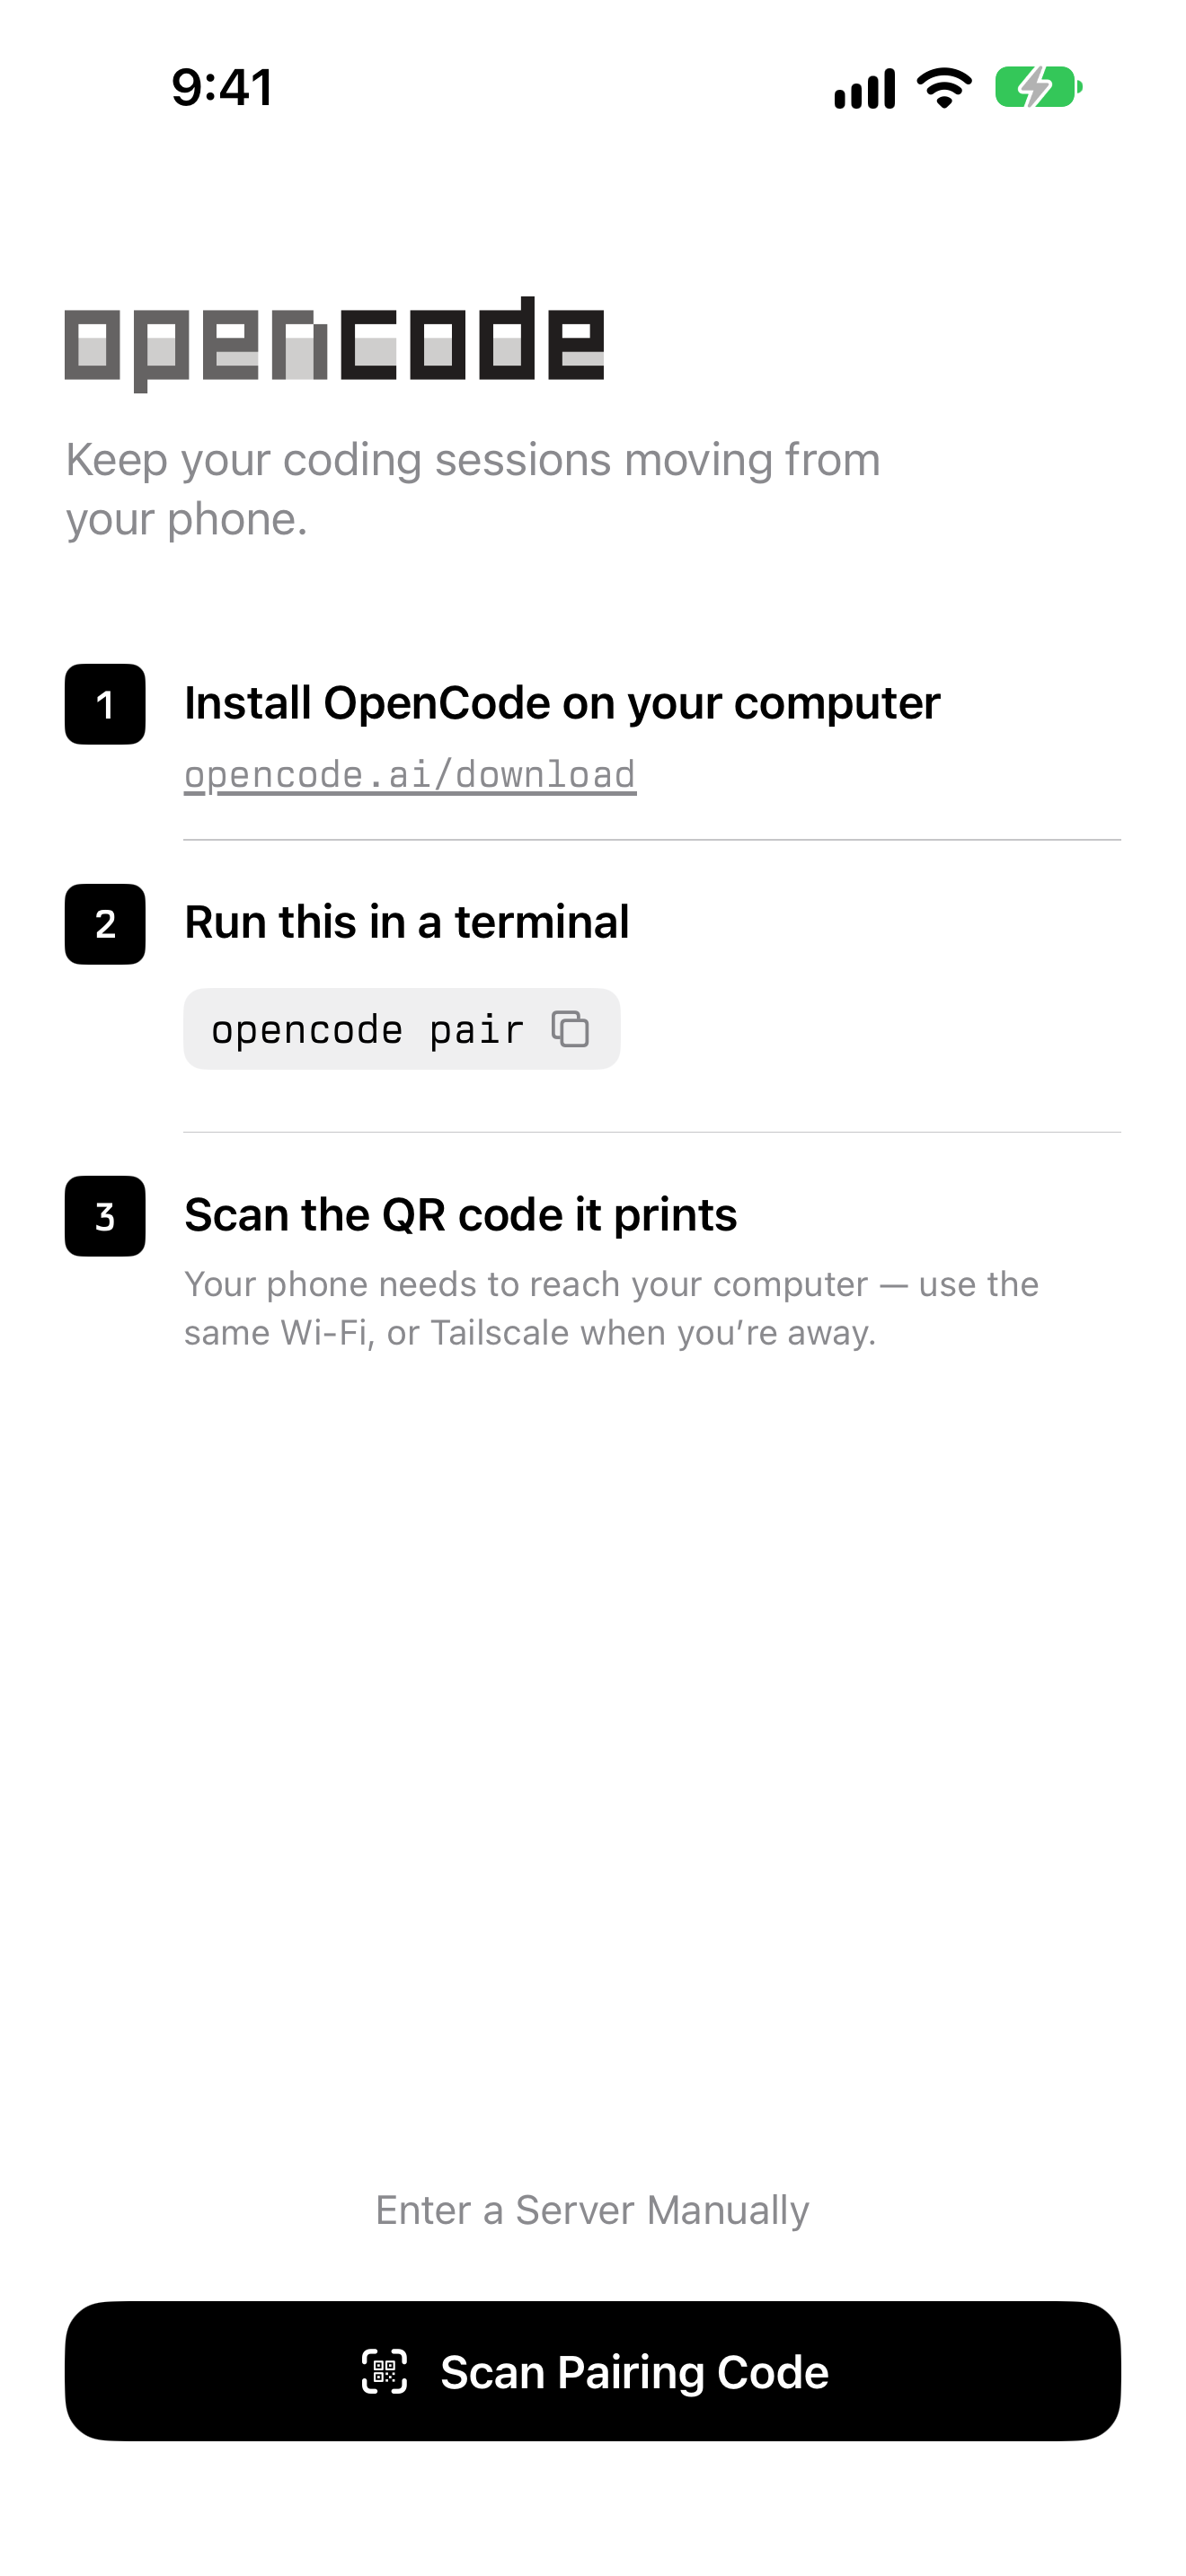 9:41
opencode
Keep your coding sessions moving from
your phone.
1
Install OpenCode on your computer
opencode.ai/download
2
Run this in a terminal
opencode pair
3
Scan the QR code it prints
Your phone needs to reach your computer — use the
same Wi-Fi, or Tailscale when you’re away.
Enter a Server Manually
Scan Pairing Code